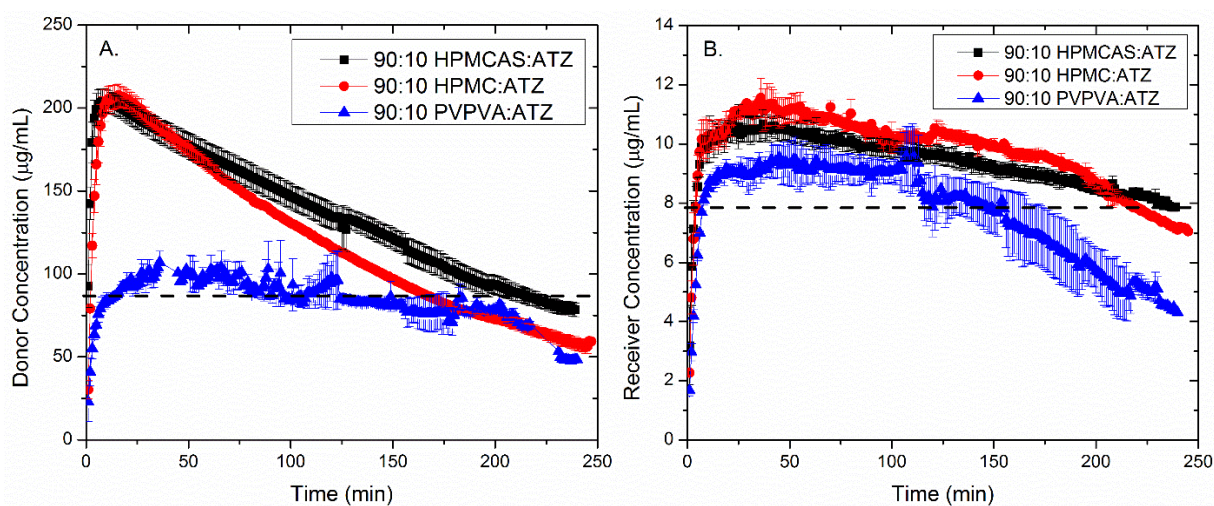 A.
90:10 HPMCAS:ATZ
90:10 HPMC:ATZ
90:10 PVPVA:ATZ
250
200
150
100
50
0
Donor Concentration (µg/mL)
0 50 100 150 200 250
Time (min)
B.
90:10 HPMCAS:ATZ
90:10 HPMC:ATZ
90:10 PVPVA:ATZ
14
12
10
8
6
4
2
0
Receiver Concentration (µg/mL)
0 50 100 150 200 250
Time (min)